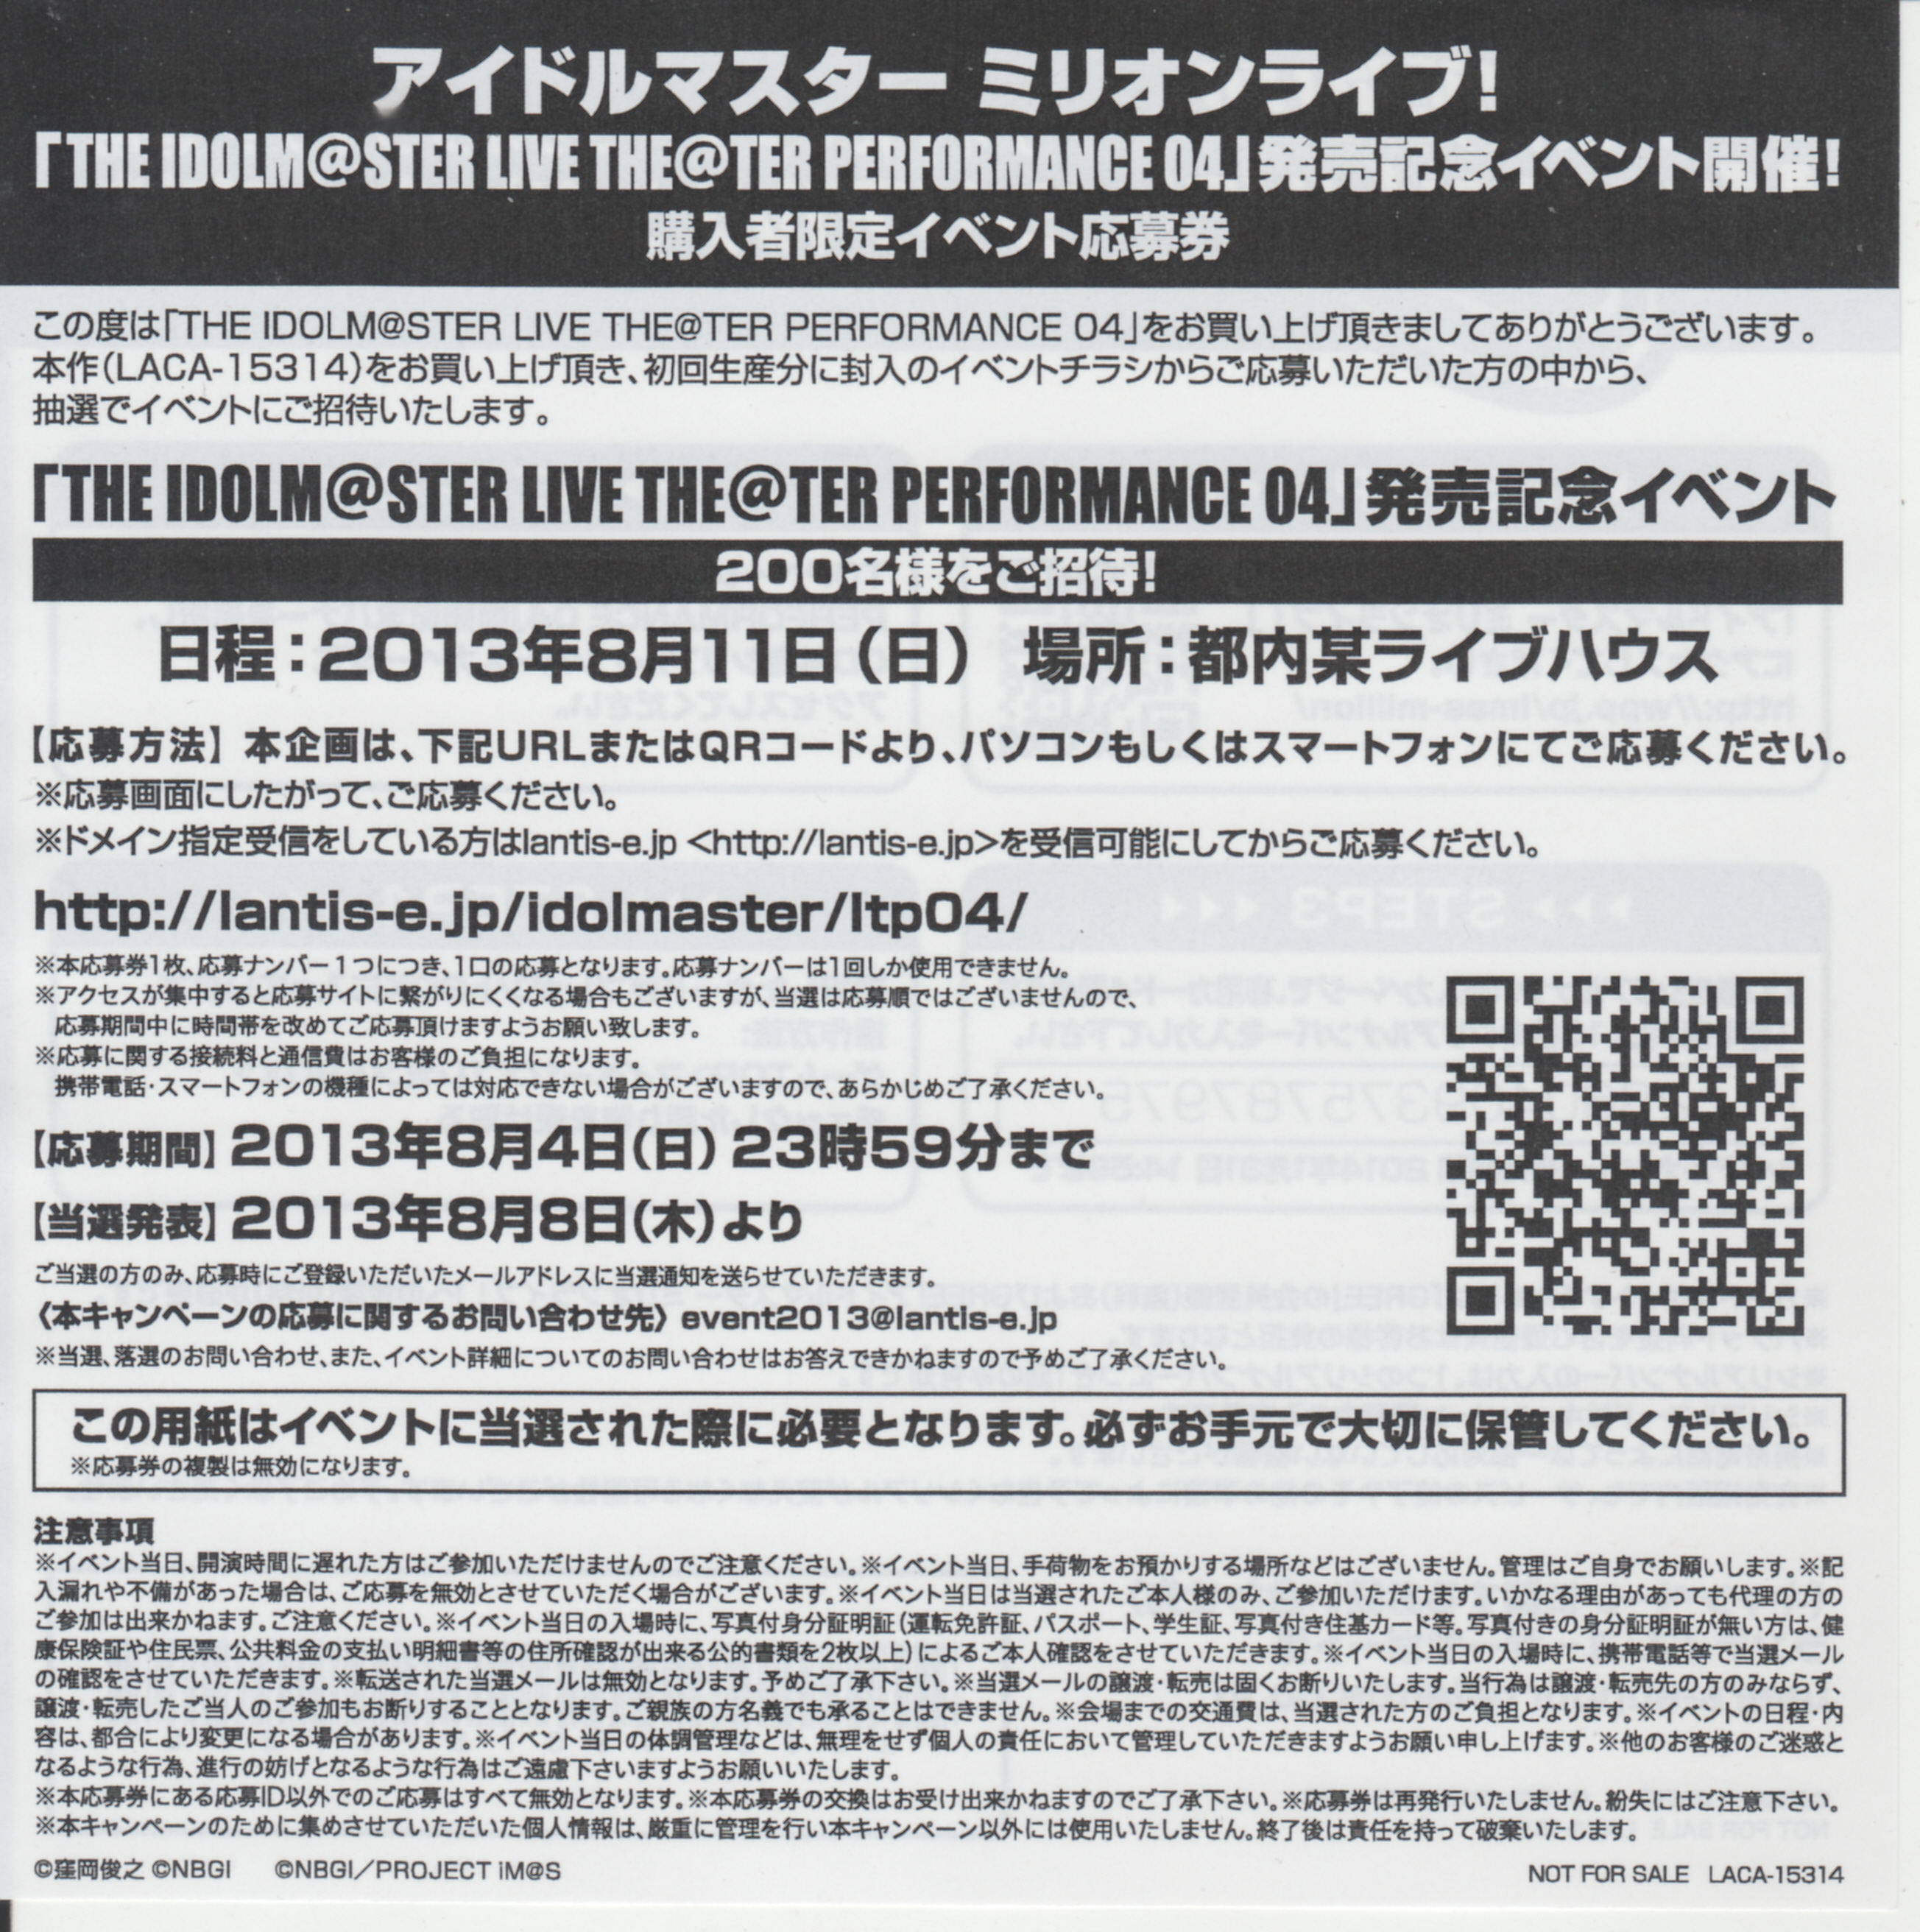 アイドルマスター ミリオンライブ!
「THE IDOLM@STER LIVE THE@TER PERFORMANCE 04」発売記念イベント開催!
購入者限定イベント応募券
この度は「THE IDOLM@STER LIVE THE@TER PERFORMANCE 04」をお買い上げ頂きましてありがとうございます。
本作(LACA-15314)をお買い上げ頂き、初回生産分に封入のイベントチラシからご応募いただいた方の中から、
抽選でイベントにご招待いたします。
「THE IDOLM@STER LIVE THE@TER PERFORMANCE 04」発売記念イベント
200名様をご招待!
日程：2013年8月11日（日）　場所：都内某ライブハウス
【応募方法】本企画は、下記URLまたはQRコードより、パソコンもしくはスマートフォンにてご応募ください。
※応募画面にしたがって、ご応募ください。
※ドメイン指定受信をしている方はlantis-e.jp <http://lantis-e.jp>を受信可能にしてからご応募ください。
http://lantis-e.jp/idolmaster/ltp04/
※本応募券1枚、応募ナンバー１つにつき、1口の応募となります。応募ナンバーは1回しか使用できません。
※アクセスが集中すると応募サイトに繋がりにくくなる場合もございますが、当選は応募順ではございませんので、
応募期間中に時間帯を改めてご応募頂けますようお願い致します。
※応募に関する接続料と通信費はお客様のご負担になります。
携帯電話・スマートフォンの機種によっては対応できない場合がございますので、あらかじめご了承ください。
【応募期間】2013年8月4日(日) 23時59分まで
【当選発表】2013年8月8日(木)より
ご当選の方のみ、応募時にご登録いただいたメールアドレスに当選通知を送らせていただきます。
〈本キャンペーンの応募に関するお問い合わせ先〉event2013@lantis-e.jp
※当選、落選のお問い合わせ、また、イベント詳細についてのお問い合わせはお答えできかねますので予めご了承ください。
この用紙はイベントに当選された際に必要となります。必ずお手元で大切に保管してください。
※応募券の複製は無効になります。
注意事項
※イベント当日、開演時間に遅れた方はご参加いただけませんのでご注意ください。※イベント当日、手荷物をお預かりする場所などはございません。管理はご自身でお願いします。※記
入漏れや不備があった場合は、ご応募を無効とさせていただく場合がございます。※イベント当日は当選されたご本人様のみ、ご参加いただけます。いかなる理由があっても代理の方の
ご参加は出来かねます。ご注意ください。※イベント当日の入場時に、写真付身分証明証(運転免許証、パスポート、学生証、写真付き住基カード等。写真付きの身分証明証が無い方は、健
康保険証や住民票、公共料金の支払い明細書等の住所確認が出来る公的書類を2枚以上)によるご本人確認をさせていただきます。※イベント当日の入場時に、携帯電話等で当選メール
の確認をさせていただきます。※転送された当選メールは無効となります。予めご了承下さい。※当選メールの譲渡・転売は固くお断りいたします。当行為は譲渡・転売先の方のみならず、
譲渡・転売したご当人のご参加もお断りすることとなります。ご親族の方名義でも承ることはできません。※会場までの交通費は、当選された方のご負担となります。※イベントの日程・内
容は、都合により変更になる場合があります。※イベント当日の体調管理などは、無理をせず個人の責任において管理していただきますようお願い申し上げます。※他のお客様のご迷惑と
なるような行為、進行の妨げとなるような行為はご遠慮下さいますようお願いいたします。
※本応募券にある応募ID以外でのご応募はすべて無効となります。※本応募券の交換はお受け出来かねますのでご了承下さい。※応募券は再発行いたしません。紛失にはご注意下さい。
※本キャンペーンのために集めさせていただいた個人情報は、厳重に管理を行い本キャンペーン以外には使用いたしません。終了後は責任を持って破棄いたします。
©窪岡俊之 ©NBGI　©NBGI／PROJECT iM@S
NOT FOR SALE LACA-15314